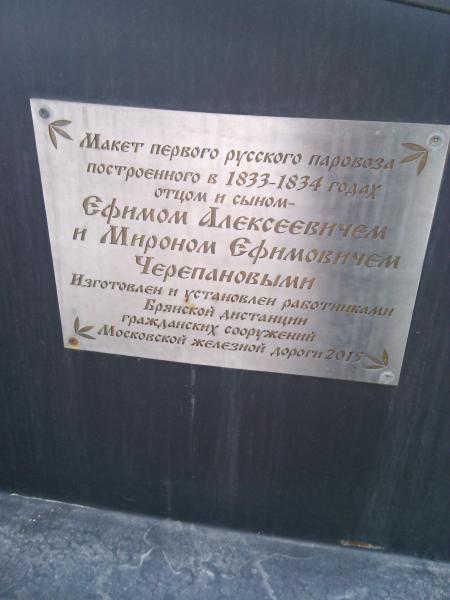 Макет первого русского паровоза
построенного в 1833-1834 годах
отцом и сыном-
Ефимом Алексеевичем
и Мироном Ефимовичем
Черепановыми
Изготовлен и установлен работниками
Брянской дистанции
гражданских сооружений
Московской железной дороги 2015